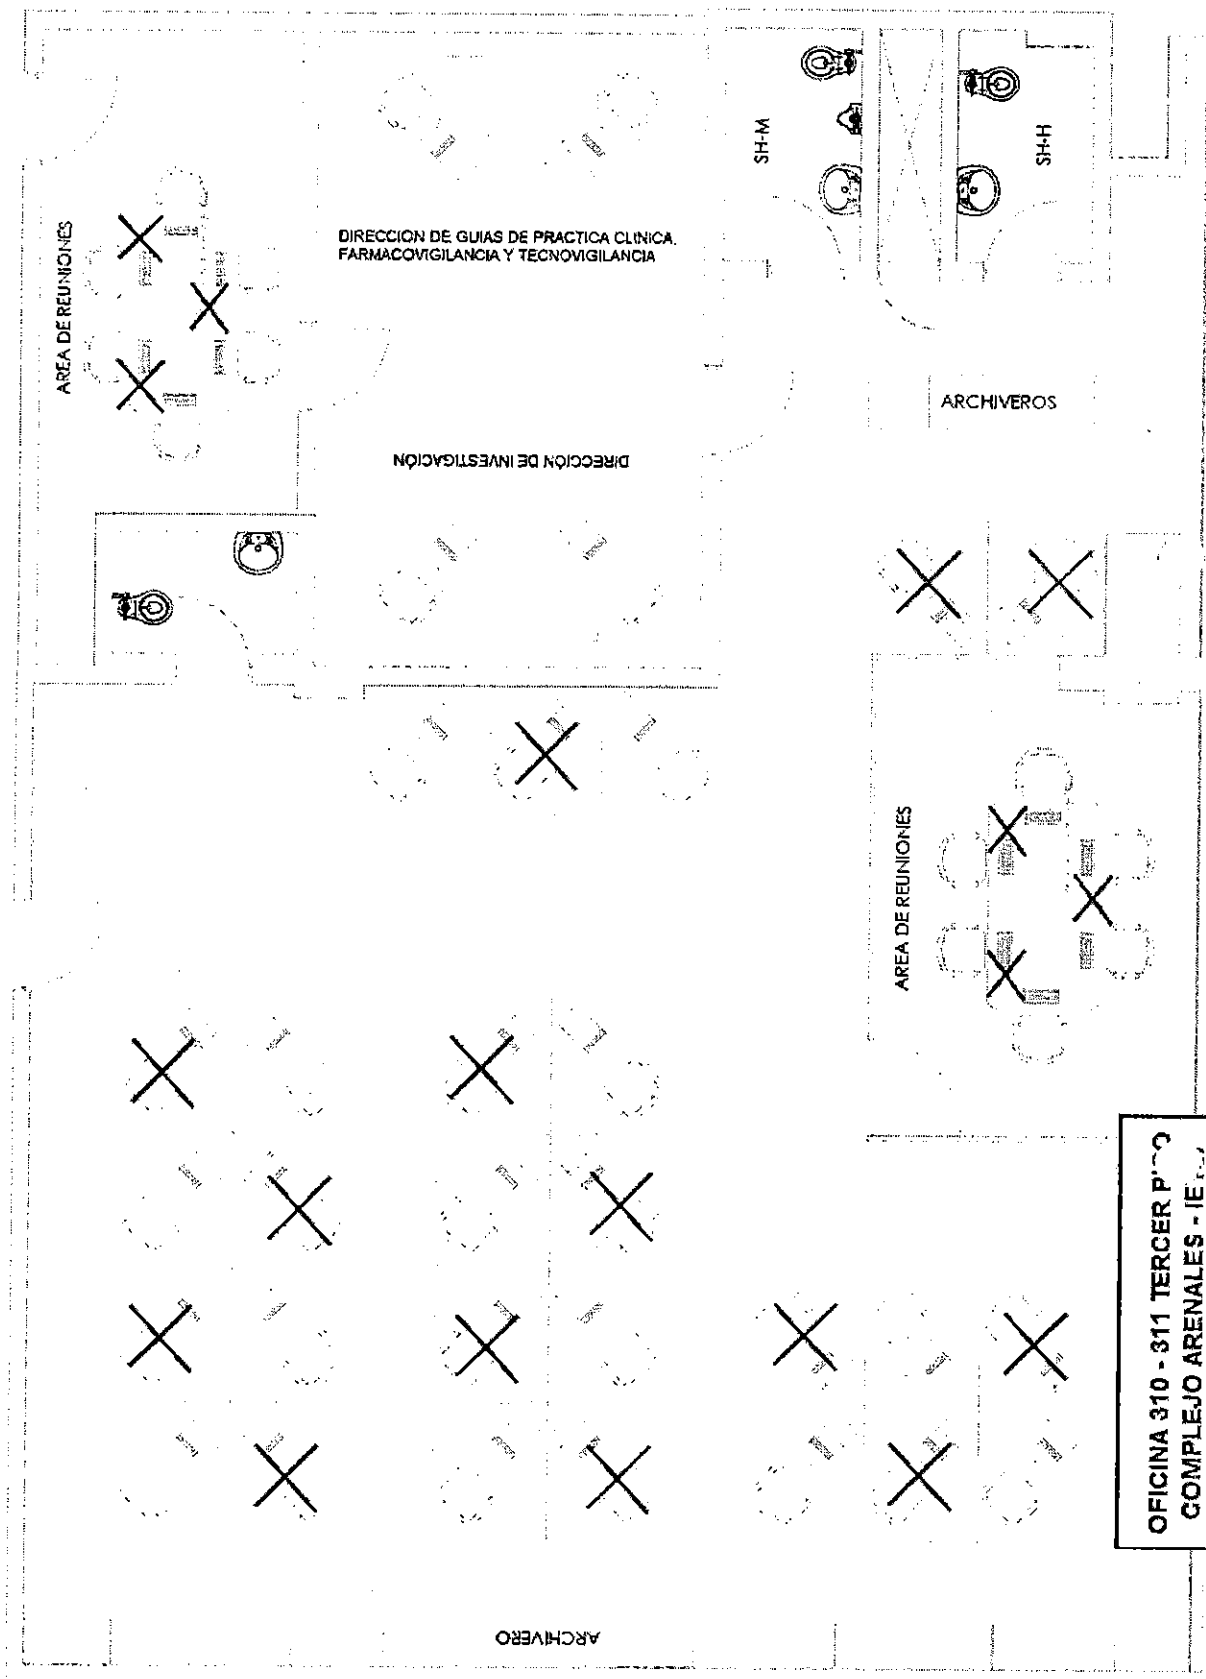 AREA DE REUNIONES
DIRECCION DE GUIAS DE PRACTICA CLINICA,
FARMACOVIGILANCIA Y TECNOVIGILANCIA
SH-M
SH-H
DIRECCIÓN DE INVESTIGACIÓN
ARCHIVEROS
AREA DE REUNIONES
OFICINA 310 - 311 TERCER
COMPLEJO ARENALES -
ARCHIVERO